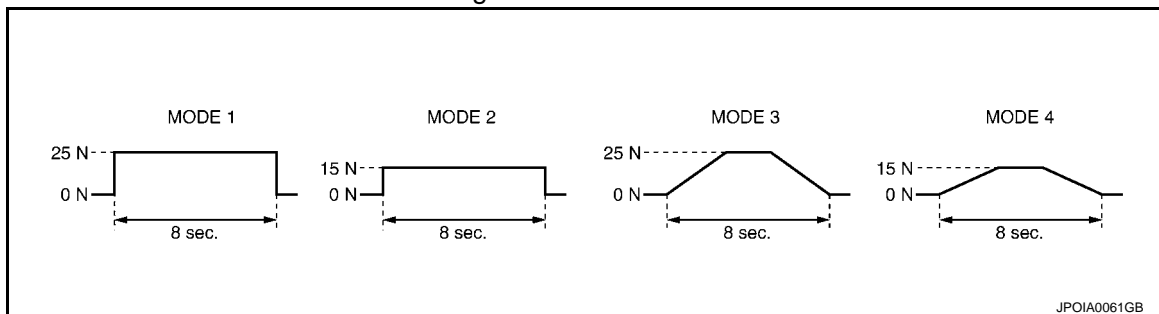 MODE 1 MODE 2 MODE 3 MODE 4
25 N 15 N 25 N 15 N
0 N 0 N 0 N 0 N
8 sec. 8 sec. 8 sec. 8 sec.
JPOIA0061GB